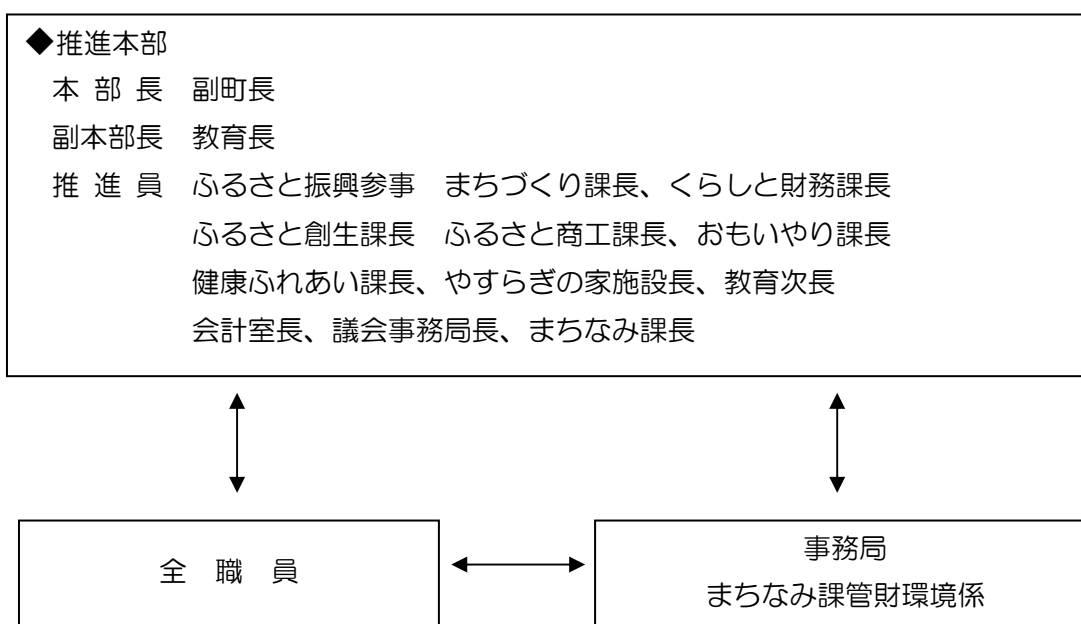 ◆推進本部
本 部 長　副町長
副本部長　教育長
推 進 員　ふるさと振興参事　まちづくり課長、くらしと財務課長
ふるさと創生課長　ふるさと商工課長、おもいやり課長
健康ふれあい課長、やすらぎの家施設長、教育次長
会計室長、議会事務局長、まちなみ課長
全　職　員
事務局
まちなみ課管財環境係